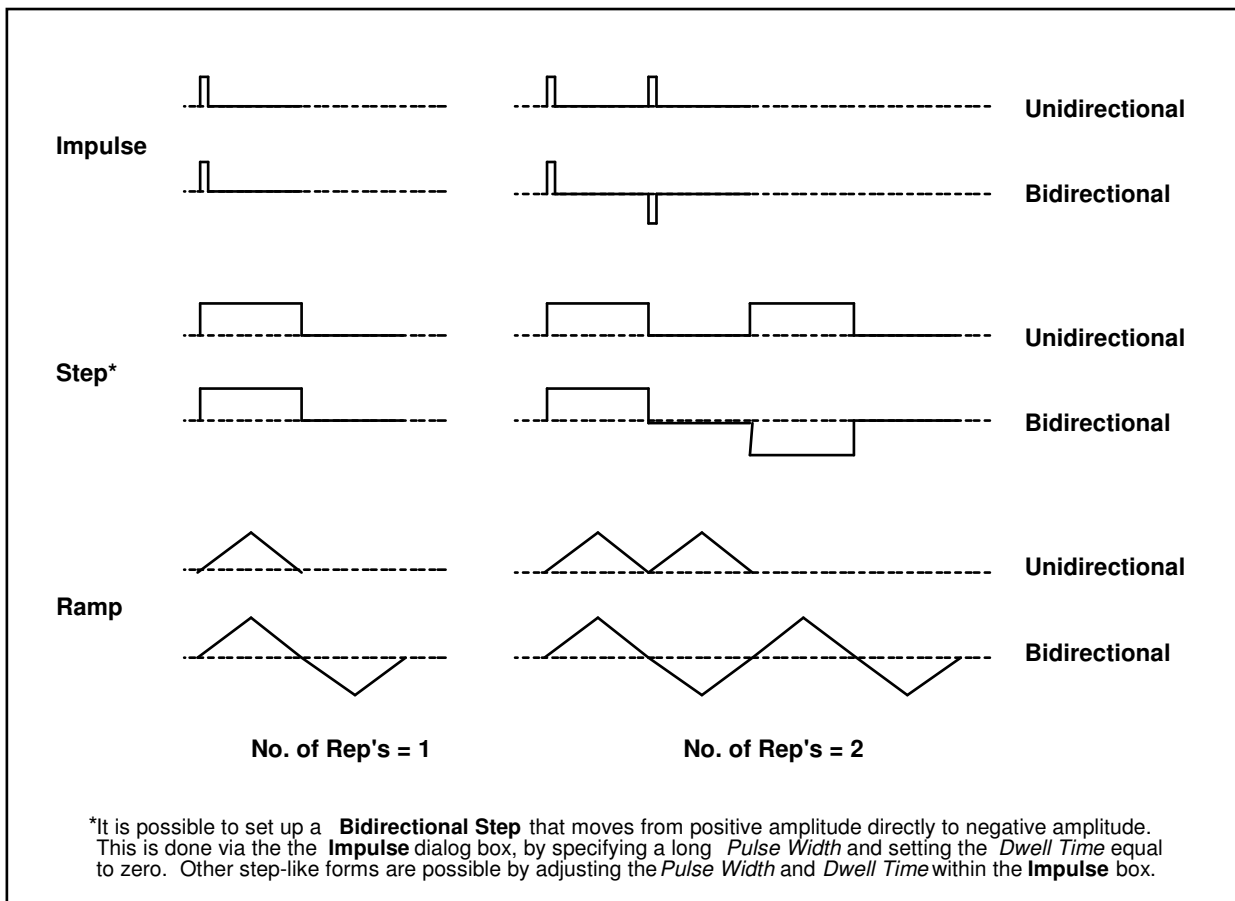 Unidirectional
Impulse
Bidirectional
Unidirectional
Step*
Bidirectional
Unidirectional
Ramp
Bidirectional
No. of Rep's = 1
No. of Rep's = 2
*It is possible to set up a Bidirectional Step that moves from positive amplitude directly to negative amplitude.
This is done via the the Impulse dialog box, by specifying a long Pulse Width and setting the Dwell Time equal
to zero. Other step-like forms are possible by adjusting the Pulse Width and Dwell Time within the Impulse box.